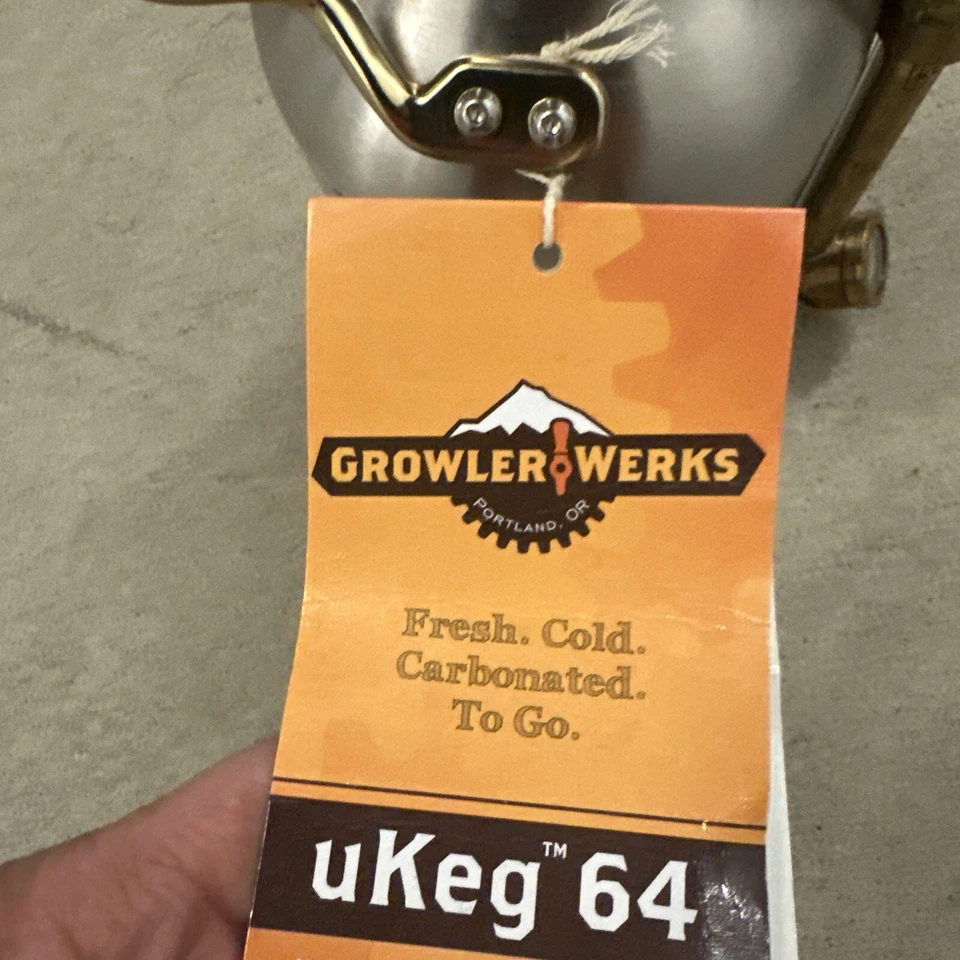 GROWLER WERKS
PORTLAND, OR
Fresh. Cold.
Carbonated.
To Go.
uKeg™ 64